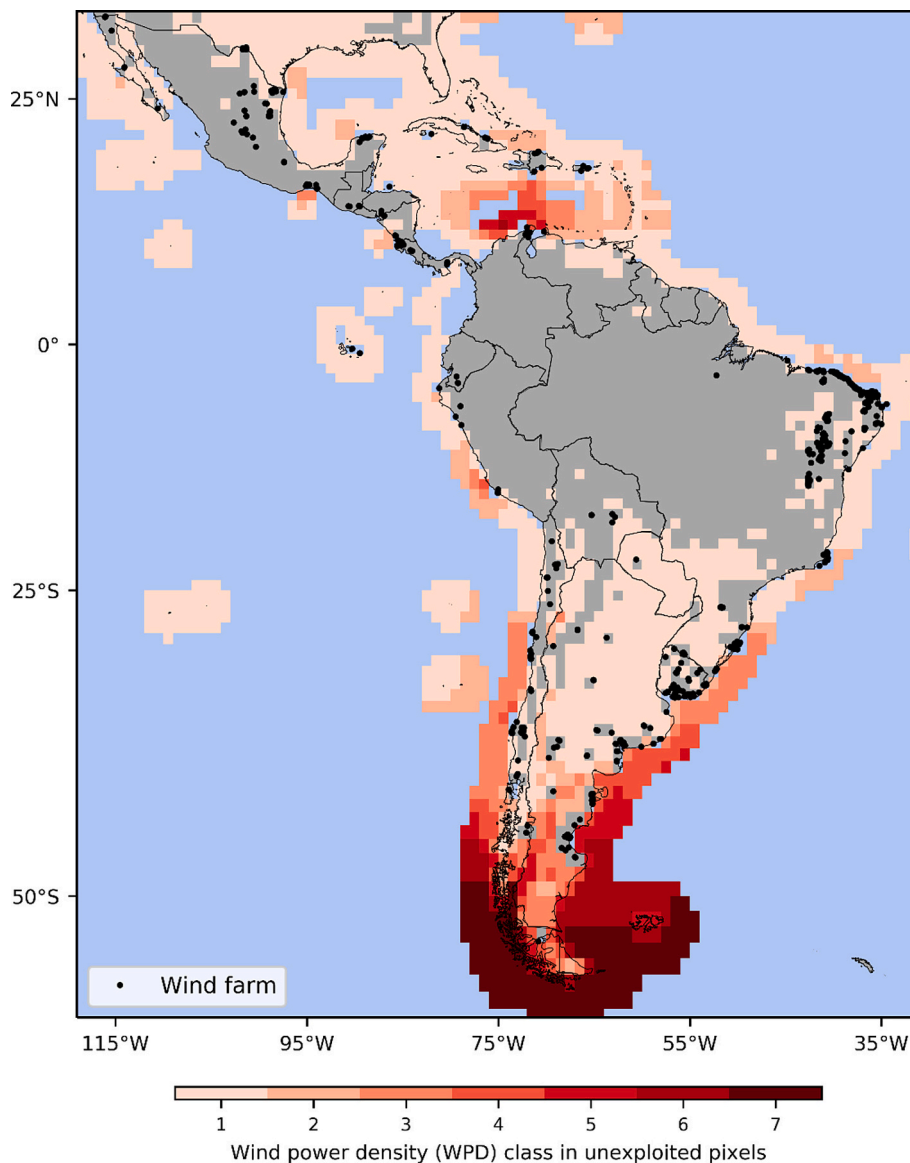 25°N
0°
25°S
50°S
Wind farm
115°W 95°W 75°W 55°W 35°W
1 2 3 4 5 6 7
Wind power density (WPD) class in unexploited pixels